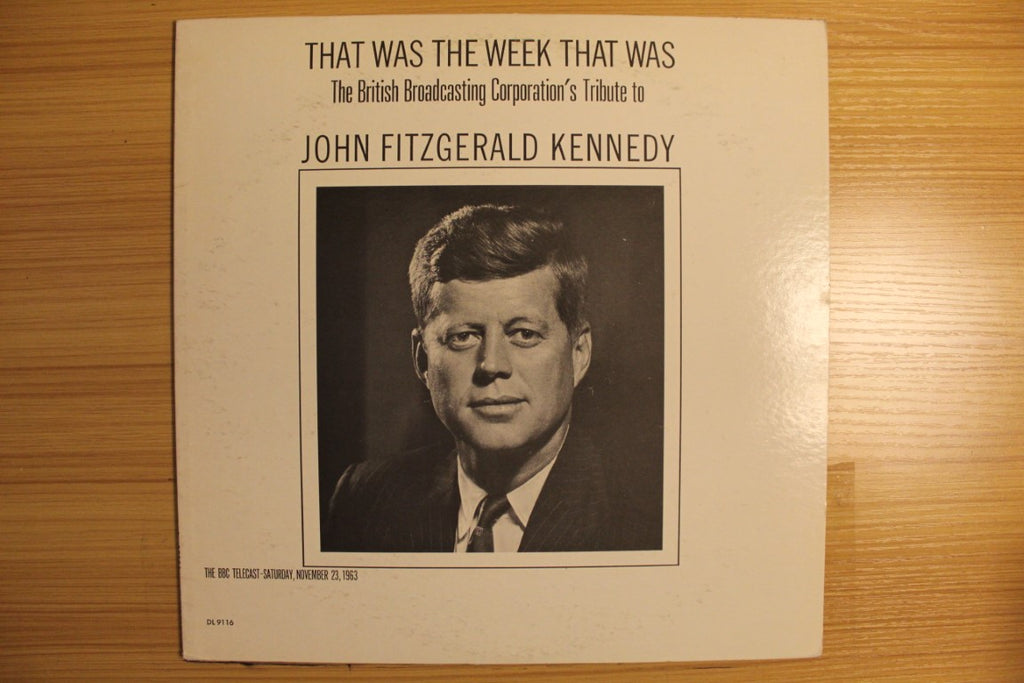 THAT WAS THE WEEK THAT WAS
The British Broadcasting Corporation's Tribute to
JOHN FITZGERALD KENNEDY
THE BBC TELECAST-SATURDAY, NOVEMBER 23, 1963
DL 9116